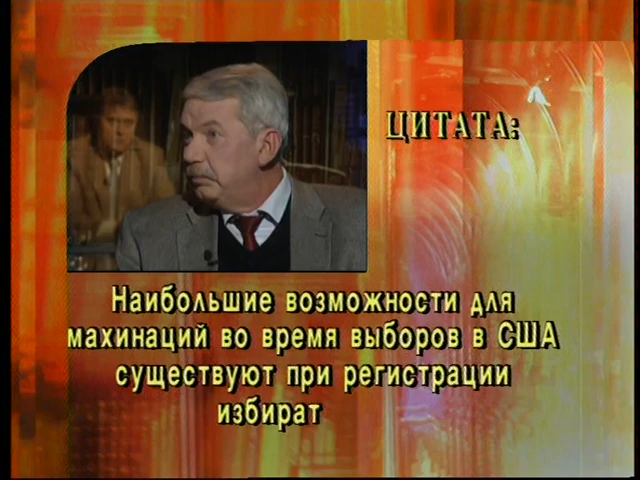 ЦИТАТА:
Наибольшие возможности для
махинаций во время выборов в США
существуют при регистрации
избират